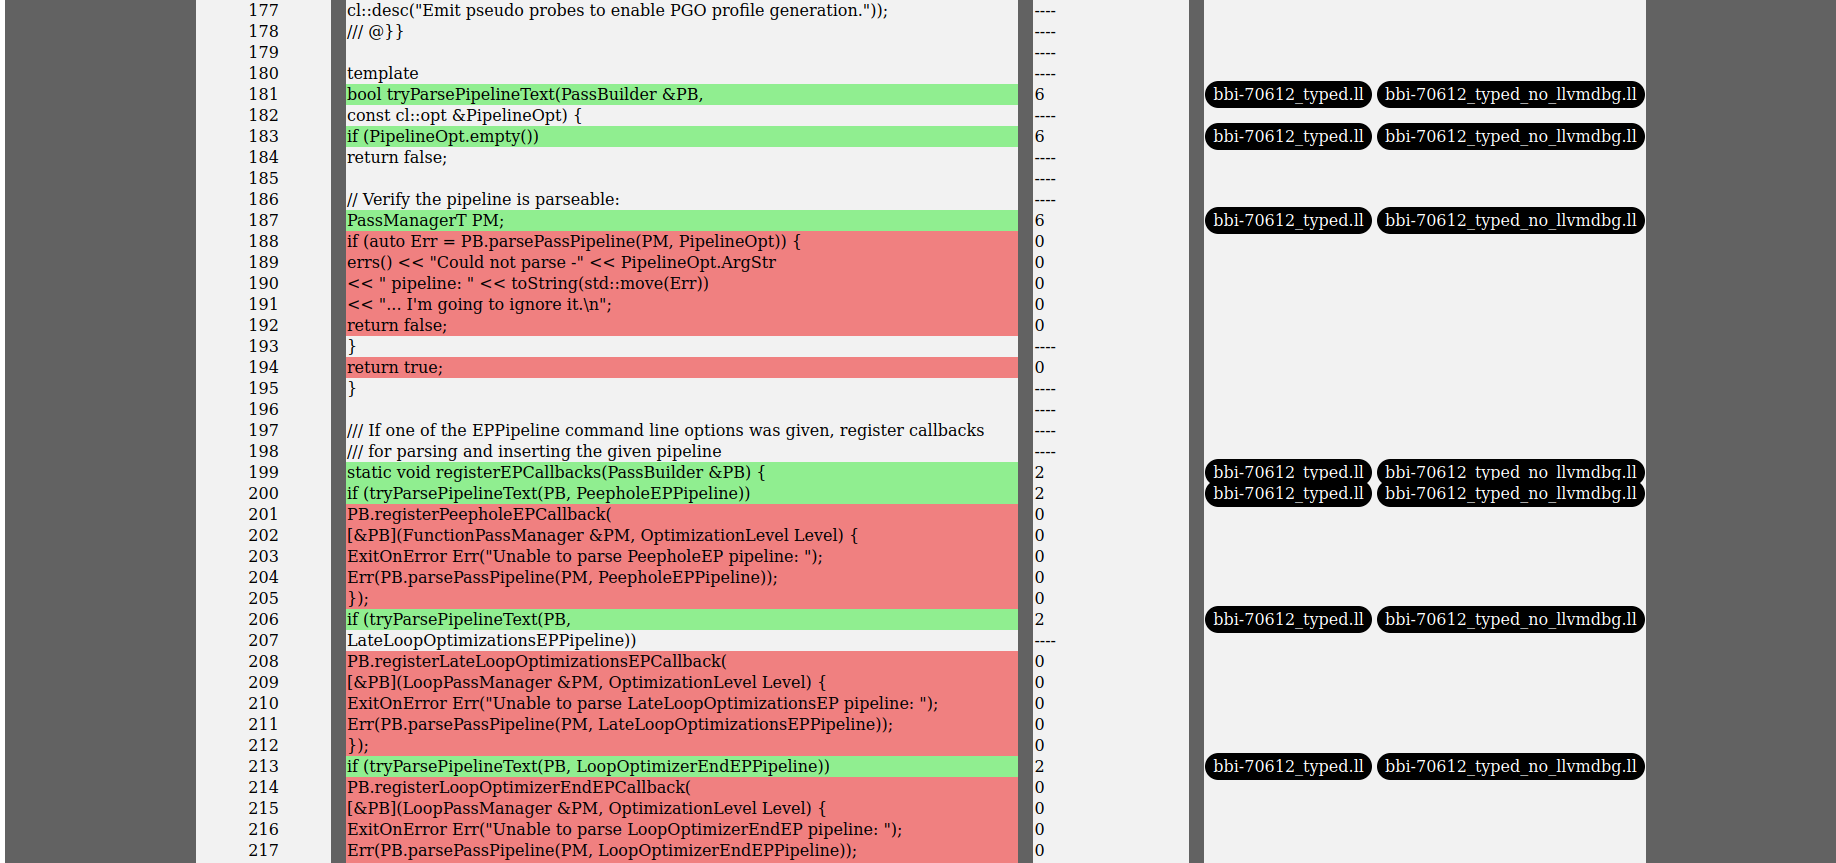 177 cl::desc("Emit pseudo probes to enable PGO profile generation.")); ----
178 /// @}} ----
179 ----
180 template ----
181 bool tryParsePipelineText(PassBuilder &PB, 6 bbi-70612_typed.ll bbi-70612_typed_no_llvmdbg.ll
182 const cl::opt &PipelineOpt) { ----
183 if (PipelineOpt.empty()) 6 bbi-70612_typed.ll bbi-70612_typed_no_llvmdbg.ll
184 return false; ----
185 ----
186 // Verify the pipeline is parseable: ----
187 PassManagerT PM; 6 bbi-70612_typed.ll bbi-70612_typed_no_llvmdbg.ll
188 if (auto Err = PB.parsePassPipeline(PM, PipelineOpt)) { 0
189 errs() << "Could not parse -" << PipelineOpt.ArgStr 0
190 << " pipeline: " << toString(std::move(Err)) 0
191 << "... I'm going to ignore it.\n"; 0
192 return false; 0
193 } ----
194 return true; 0
195 } ----
196 ----
197 /// If one of the EPPipeline command line options was given, register callbacks ----
198 /// for parsing and inserting the given pipeline ----
199 static void registerEPCallbacks(PassBuilder &PB) { 2 bbi-70612_typed.ll bbi-70612_typed_no_llvmdbg.ll
200 if (tryParsePipelineText(PB, PeepholeEPPipeline)) 2 bbi-70612_typed.ll bbi-70612_typed_no_llvmdbg.ll
201 PB.registerPeepholeEPCallback( 0
202 [&PB](FunctionPassManager &PM, OptimizationLevel Level) { 0
203 ExitOnError Err("Unable to parse PeepholeEP pipeline: "); 0
204 Err(PB.parsePassPipeline(PM, PeepholeEPPipeline)); 0
205 }); 0
206 if (tryParsePipelineText(PB, 2 bbi-70612_typed.ll bbi-70612_typed_no_llvmdbg.ll
207 LateLoopOptimizationsEPPipeline)) ----
208 PB.registerLateLoopOptimizationsEPCallback( 0
209 [&PB](LoopPassManager &PM, OptimizationLevel Level) { 0
210 ExitOnError Err("Unable to parse LateLoopOptimizationsEP pipeline: "); 0
211 Err(PB.parsePassPipeline(PM, LateLoopOptimizationsEPPipeline)); 0
212 }); 0
213 if (tryParsePipelineText(PB, LoopOptimizerEndEPPipeline)) 2 bbi-70612_typed.ll bbi-70612_typed_no_llvmdbg.ll
214 PB.registerLoopOptimizerEndEPCallback( 0
215 [&PB](LoopPassManager &PM, OptimizationLevel Level) { 0
216 ExitOnError Err("Unable to parse LoopOptimizerEndEP pipeline: "); 0
217 Err(PB.parsePassPipeline(PM, LoopOptimizerEndEPPipeline)); 0